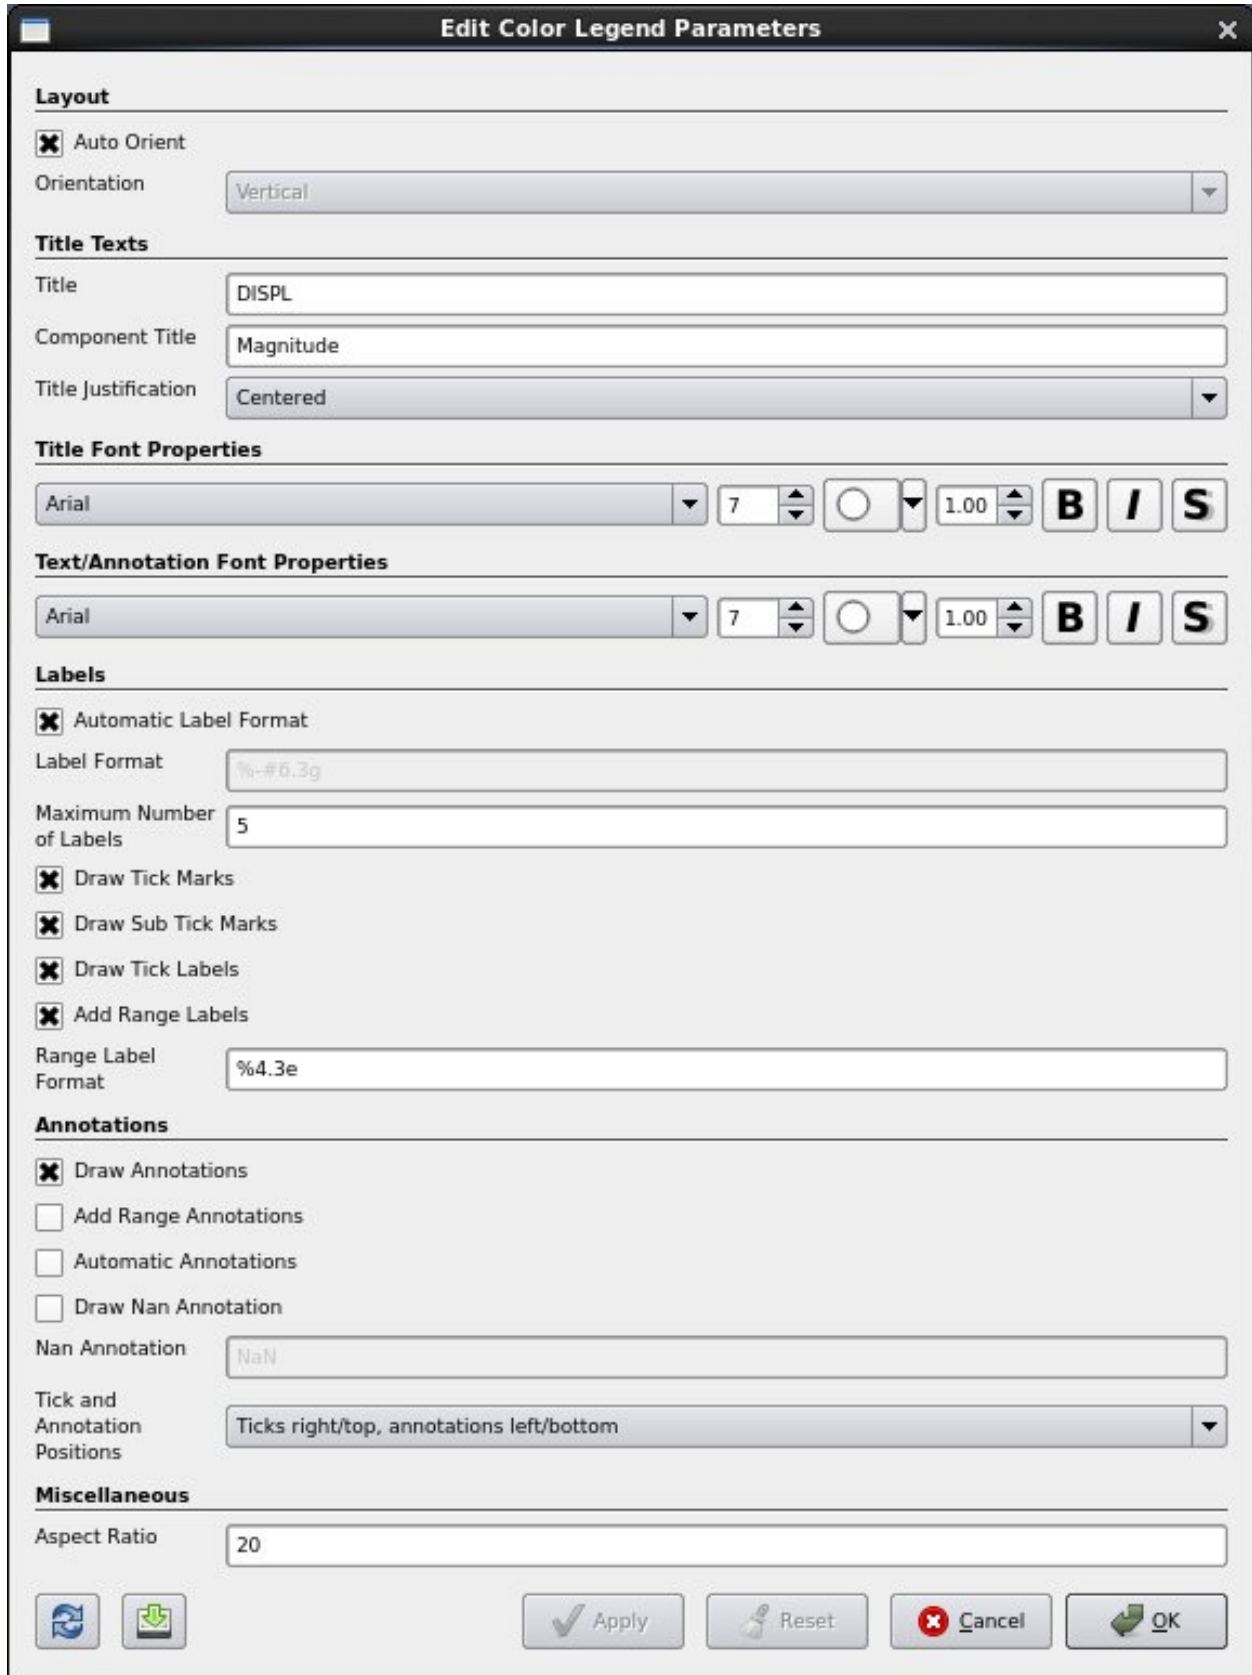 Edit Color Legend Parameters
Layout
Auto Orient
Orientation
Vertical
Title Texts
Title
DISPL
Component Title
Magnitude
Title Justification
Centered
Title Font Properties
Arial
7
1.00
B
I
S
Text/Annotation Font Properties
Arial
7
1.00
B
I
S
Labels
Automatic Label Format
Label Format
%-#6.3g
Maximum Number
of Labels
5
Draw Tick Marks
Draw Sub Tick Marks
Draw Tick Labels
Add Range Labels
Range Label
Format
%4.3e
Annotations
Draw Annotations
Add Range Annotations
Automatic Annotations
Draw Nan Annotation
Nan Annotation
NaN
Tick and
Annotation
Positions
Ticks right/top, annotations left/bottom
Miscellaneous
Aspect Ratio
20
Apply
Reset
Cancel
OK